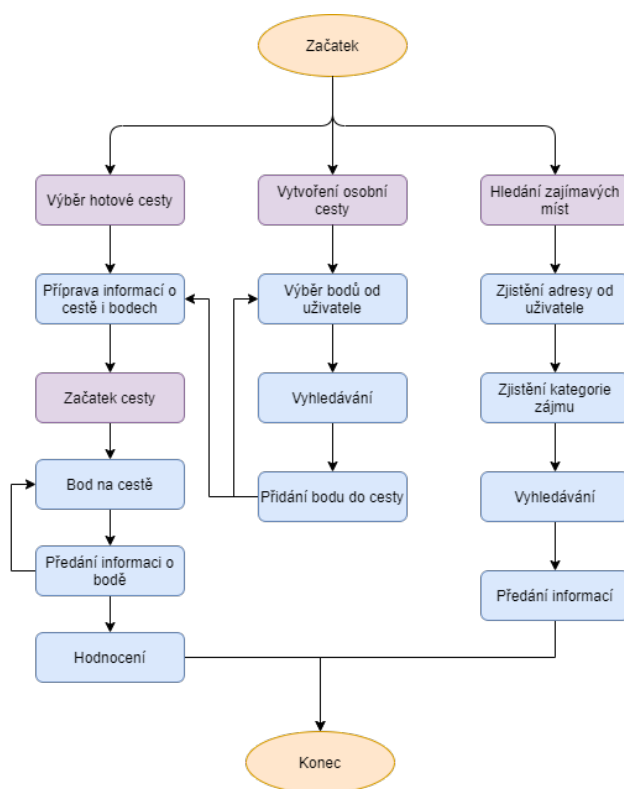 Začatek
Výběr hotové cesty
Vytvoření osobní
cesty
Hledání zajímavých
míst
Příprava informací o
cestě i bodech
Výběr bodů od
uživatele
Zjistění adresy od
uživatele
Začatek cesty
Vyhledávání
Zjistění kategorie
zájmu
Bod na cestě
Přidání bodu do cesty
Vyhledávání
Předání informaci o
bodě
Předání informací
Hodnocení
Konec